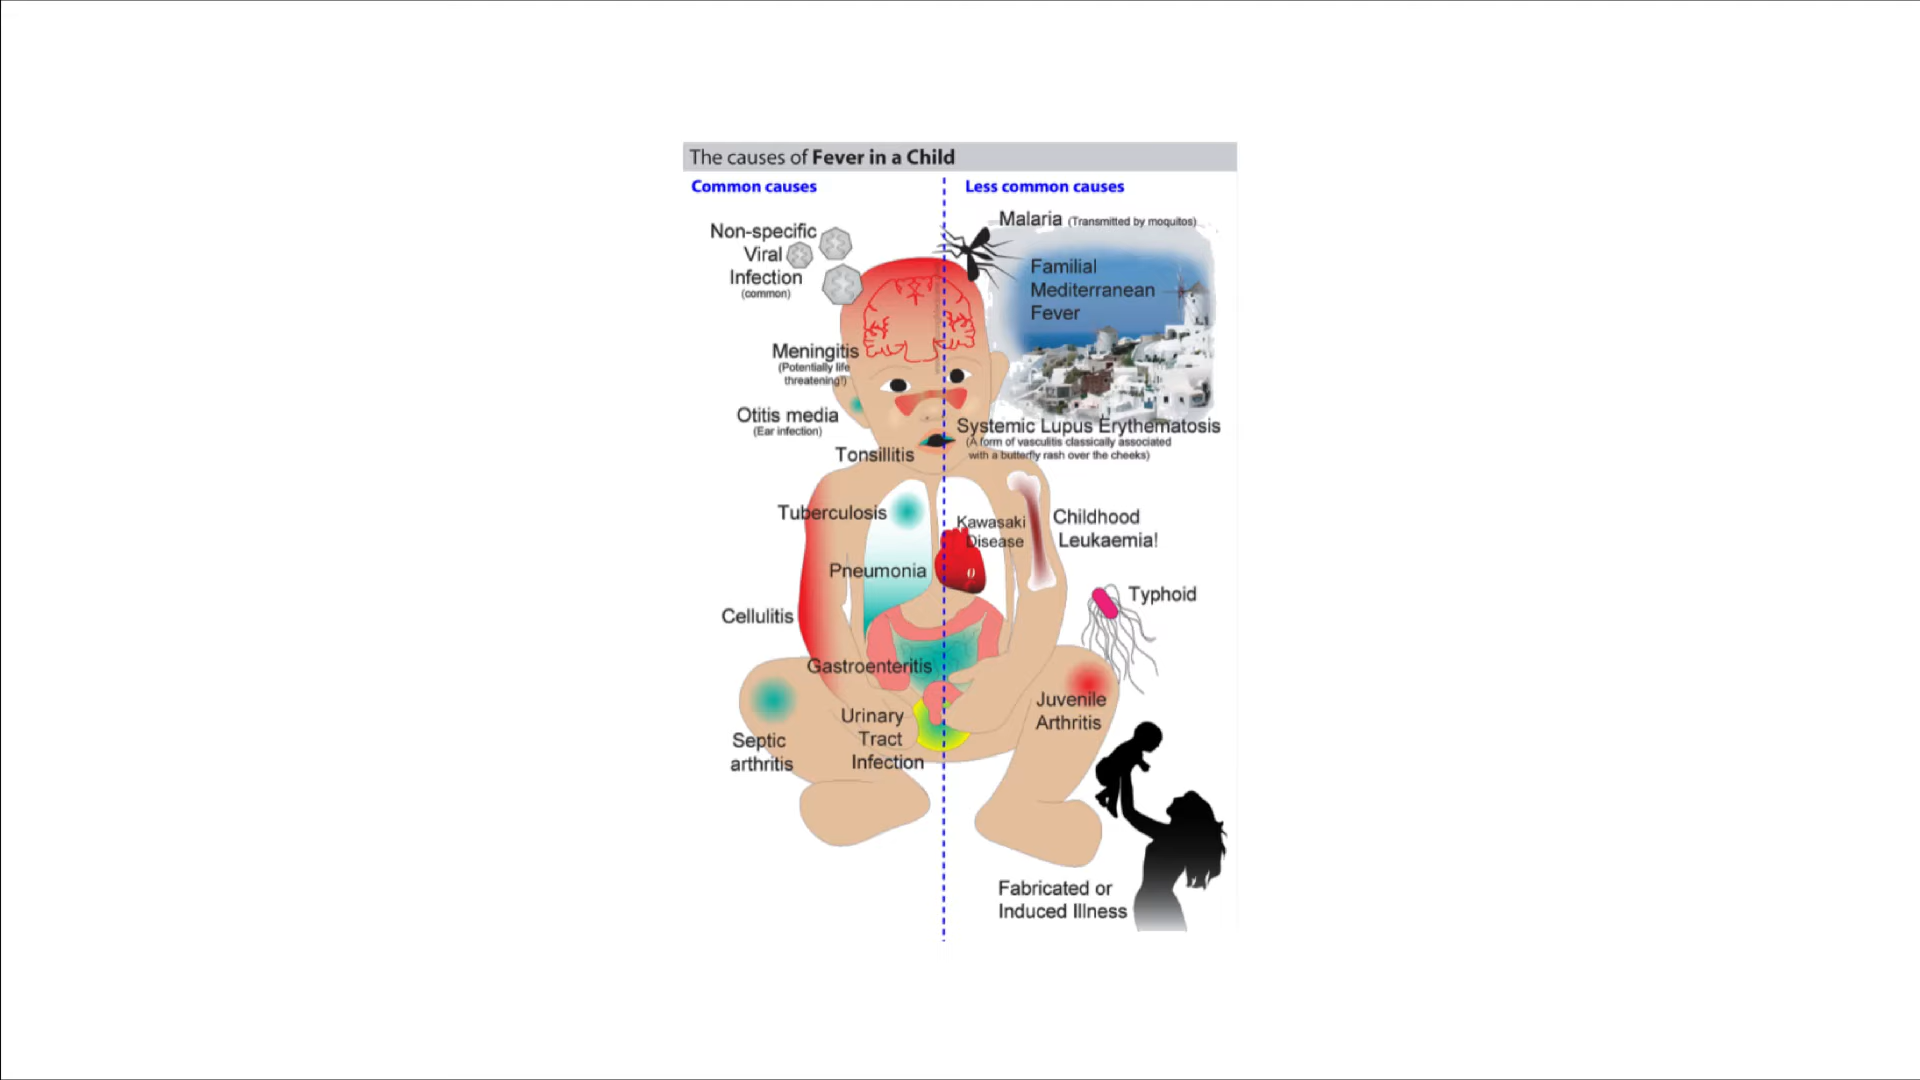 The causes of Fever in a Child
Common causes
Less common causes
Non-specific
Viral
Infection
(common)
Meningitis
(Potentially life
threatening!)
Otitis media
(Ear infection)
Tonsillitis
Tuberculosis
Pneumonia
Cellulitis
Gastroenteritis
Urinary
Tract
Infection
Septic
arthritis
Malaria (Transmitted by moquitos)
Familial
Mediterranean
Fever
Systemic Lupus Erythematosis
(A form of vasculitis classically associated
with a butterfly rash over the cheeks)
Kawasaki
Disease
Childhood
Leukaemia!
Typhoid
Juvenile
Arthritis
Fabricated or
Induced Illness